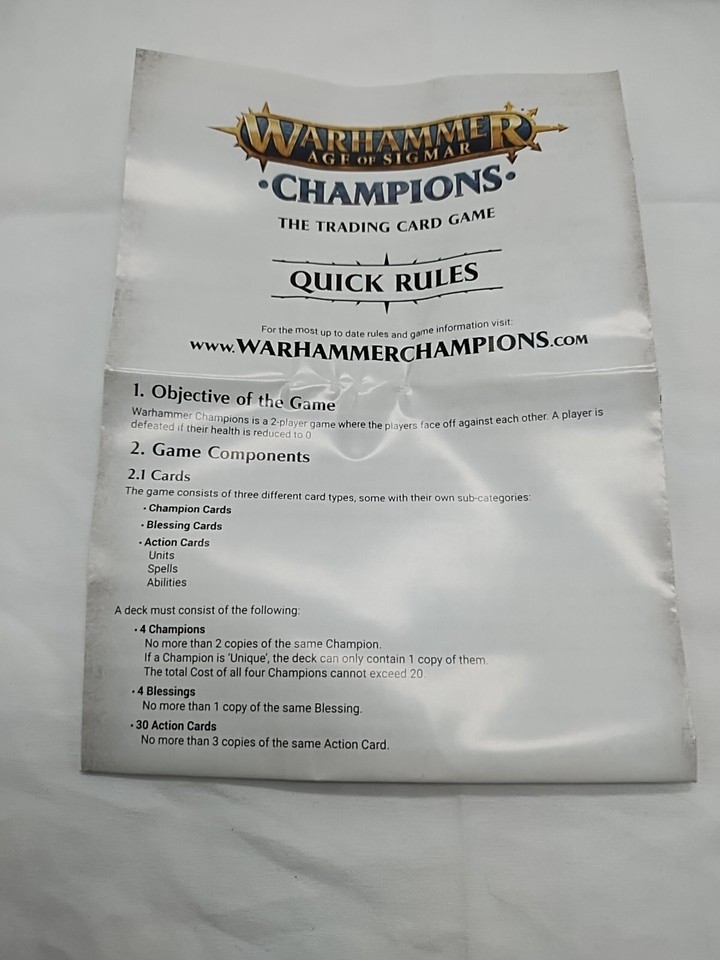 WARHAMMER
AGE OF SIGMAR
•CHAMPIONS•
THE TRADING CARD GAME
QUICK RULES
For the most up to date rules and game information visit:
www.WARHAMMERCHAMPIONS.com
1. Objective of the Game
Warhammer Champions is a 2-player game where the players face off against each other. A player is
defeated if their health is reduced to 0
2. Game Components
2.1 Cards
The game consists of three different card types, some with their own sub-categories:
• Champion Cards
• Blessing Cards
• Action Cards
Units
Spells
Abilities
A deck must consist of the following:
• 4 Champions
No more than 2 copies of the same Champion.
If a Champion is ‘Unique’, the deck can only contain 1 copy of them.
The total Cost of all four Champions cannot exceed 20.
• 4 Blessings
No more than 1 copy of the same Blessing.
• 30 Action Cards
No more than 3 copies of the same Action Card.